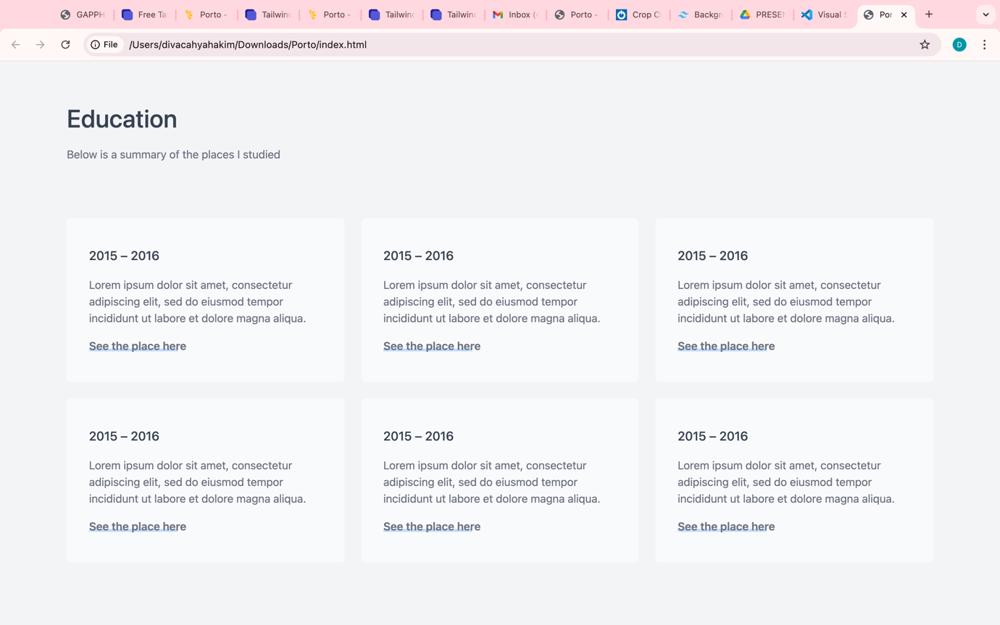 GAPPH Free Ta Porto - Tailwind Porto - Tailwind Tailwind Inbox ( Porto - Crop Ci Backgr PRESEN Visual S Por
File /Users/divacahyahakim/Downloads/Porto/index.html D
Education
Below is a summary of the places I studied
2015 – 2016
Lorem ipsum dolor sit amet, consectetur
adipiscing elit, sed do eiusmod tempor
incididunt ut labore et dolore magna aliqua.
See the place here
2015 – 2016
Lorem ipsum dolor sit amet, consectetur
adipiscing elit, sed do eiusmod tempor
incididunt ut labore et dolore magna aliqua.
See the place here
2015 – 2016
Lorem ipsum dolor sit amet, consectetur
adipiscing elit, sed do eiusmod tempor
incididunt ut labore et dolore magna aliqua.
See the place here
2015 – 2016
Lorem ipsum dolor sit amet, consectetur
adipiscing elit, sed do eiusmod tempor
incididunt ut labore et dolore magna aliqua.
See the place here
2015 – 2016
Lorem ipsum dolor sit amet, consectetur
adipiscing elit, sed do eiusmod tempor
incididunt ut labore et dolore magna aliqua.
See the place here
2015 – 2016
Lorem ipsum dolor sit amet, consectetur
adipiscing elit, sed do eiusmod tempor
incididunt ut labore et dolore magna aliqua.
See the place here